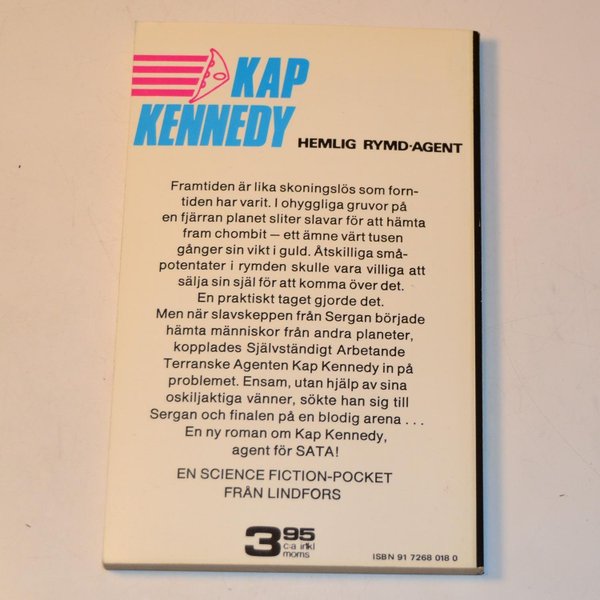 KAP
KENNEDY
HEMLIG RYMD-AGENT
Framtiden är lika skoningslös som forn-
tiden har varit. I ohyggliga gruvor på
en fjärran planet sliter slavar för att hämta
fram chombit — ett ämne värt tusen
gånger sin vikt i guld. Åtskilliga små-
potentater i rymden skulle vara villiga att
sälja sin själ för att komma över det.
En praktiskt taget gjorde det.
Men när slavskeppen från Sergan började
hämta människor från andra planeter,
kopplades Självständigt Arbetande
Terranske Agenten Kap Kennedy in på
problemet. Ensam, utan hjälp av sina
oskiljaktiga vänner, sökte han sig till
Sergan och finalen på en blodig arena ...
En ny roman om Kap Kennedy,
agent för SATA!
EN SCIENCE FICTION-POCKET
FRÅN LINDFORS
3 95
c:a inkl
moms
ISBN 91 7268 018 0